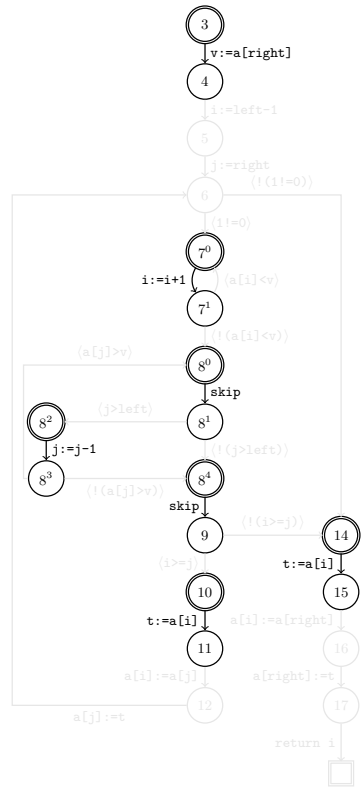 3
v:=a[right]
4
i:=left-1
5
j:=right
⟨!(1!=0)⟩
6
⟨1!=0⟩
7⁰
i:=i+1 ⟨a[i]<v⟩
7¹
⟨!(a[i]<v)⟩
⟨a[j]>v⟩ 8⁰
skip
8² ⟨j>left⟩ 8¹
j:=j-1 ⟨!(j>left)⟩
8³ ⟨!(a[j]>v)⟩ 8⁴
skip
9 ⟨!(i>=j)⟩ 14
⟨i>=j⟩ t:=a[i]
10 15
t:=a[i] a[i]:=a[right]
11 16
a[i]:=a[j] a[right]:=t
12 17
a[j]:=t
return i